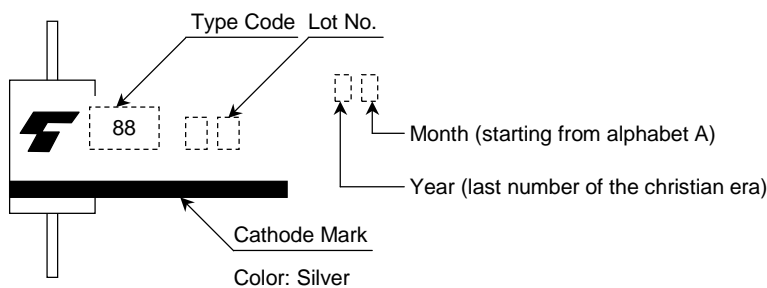 Type Code Lot No.
88
Month (starting from alphabet A)
Year (last number of the christian era)
Cathode Mark
Color: Silver